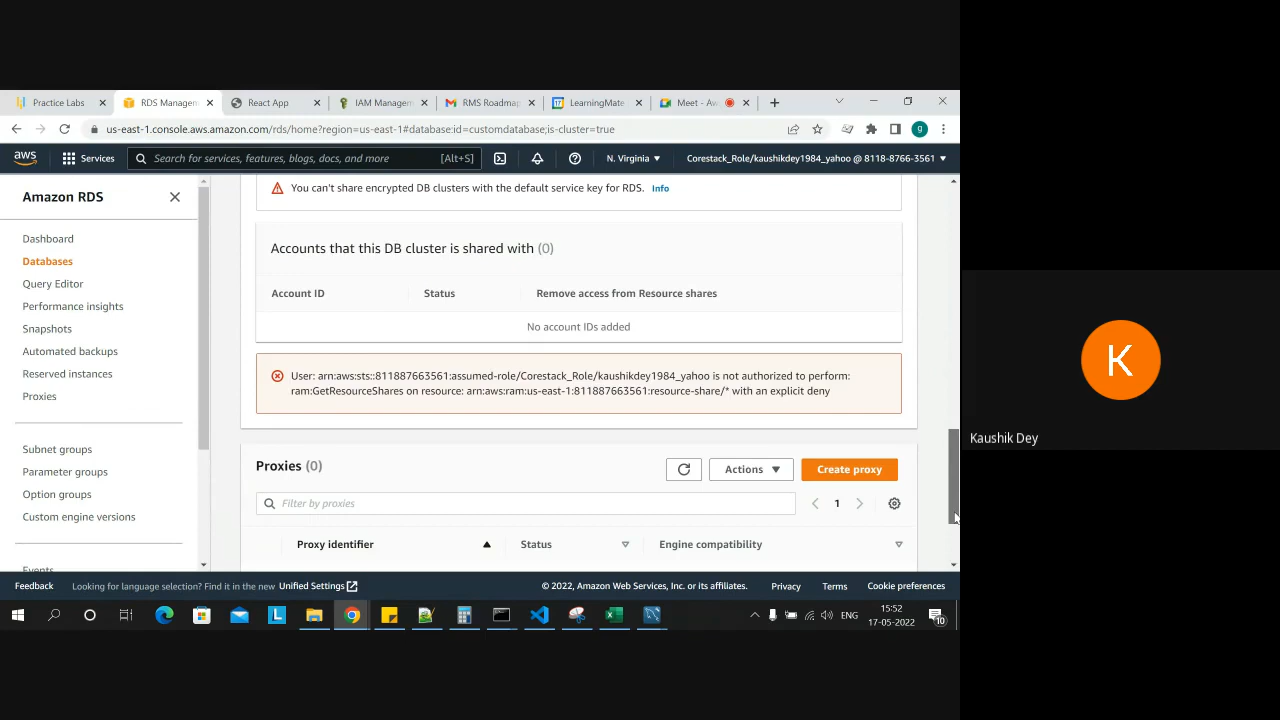 Practice Labs
RDS Managem
React App
IAM Managem
RMS Roadmap
LearningMate
Meet - Aw
us-east-1.console.aws.amazon.com/rds/home?region=us-east-1#database:id=customdatabase;is-cluster=true
g
aws
Services
Search for services, features, blogs, docs, and more
[Alt+S]
N. Virginia
Corestack_Role/kaushikdey1984_yahoo @ 8118-8766-3561
Amazon RDS
Dashboard
Databases
Query Editor
Performance insights
Snapshots
Automated backups
Reserved instances
Proxies
Subnet groups
Parameter groups
Option groups
Custom engine versions
Events
You can't share encrypted DB clusters with the default service key for RDS. Info
Accounts that this DB cluster is shared with (0)
Account ID
Status
Remove access from Resource shares
No account IDs added
User: arn:aws:sts::811887663561:assumed-role/Corestack_Role/kaushikdey1984_yahoo is not authorized to perform:
ram:GetResourceShares on resource: arn:aws:ram:us-east-1:811887663561:resource-share/* with an explicit deny
Proxies (0)
Actions
Create proxy
Filter by proxies
1
Proxy identifier
Status
Engine compatibility
Feedback
Looking for language selection? Find it in the new Unified Settings
© 2022, Amazon Web Services, Inc. or its affiliates.
Privacy
Terms
Cookie preferences
L
ENG
15:52
17-05-2022
10
K
Kaushik Dey